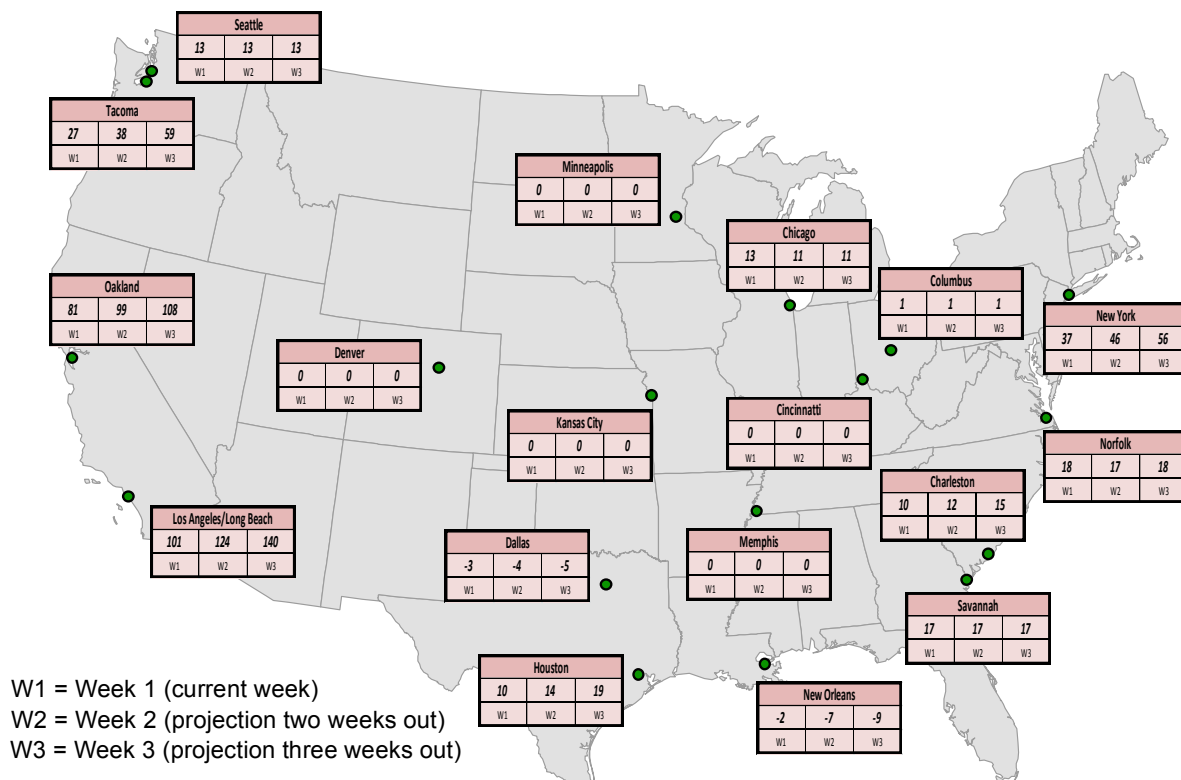 Seattle
13 13 13
W1 W2 W3
Tacoma
27 38 59
W1 W2 W3
Minneapolis
0 0 0
W1 W2 W3
Chicago
13 11 11
W1 W2 W3
Columbus
1 1 1
W1 W2 W3
Oakland
81 99 108
W1 W2 W3
New York
37 46 56
W1 W2 W3
Denver
0 0 0
W1 W2 W3
Kansas City
0 0 0
W1 W2 W3
Cincinnatti
0 0 0
W1 W2 W3
Norfolk
18 17 18
W1 W2 W3
Charleston
10 12 15
W1 W2 W3
Los Angeles/Long Beach
101 124 140
W1 W2 W3
Dallas
-3 -4 -5
W1 W2 W3
Memphis
0 0 0
W1 W2 W3
Savannah
17 17 17
W1 W2 W3
Houston
10 14 19
W1 W2 W3
New Orleans
-2 -7 -9
W1 W2 W3
W1 = Week 1 (current week)
W2 = Week 2 (projection two weeks out)
W3 = Week 3 (projection three weeks out)